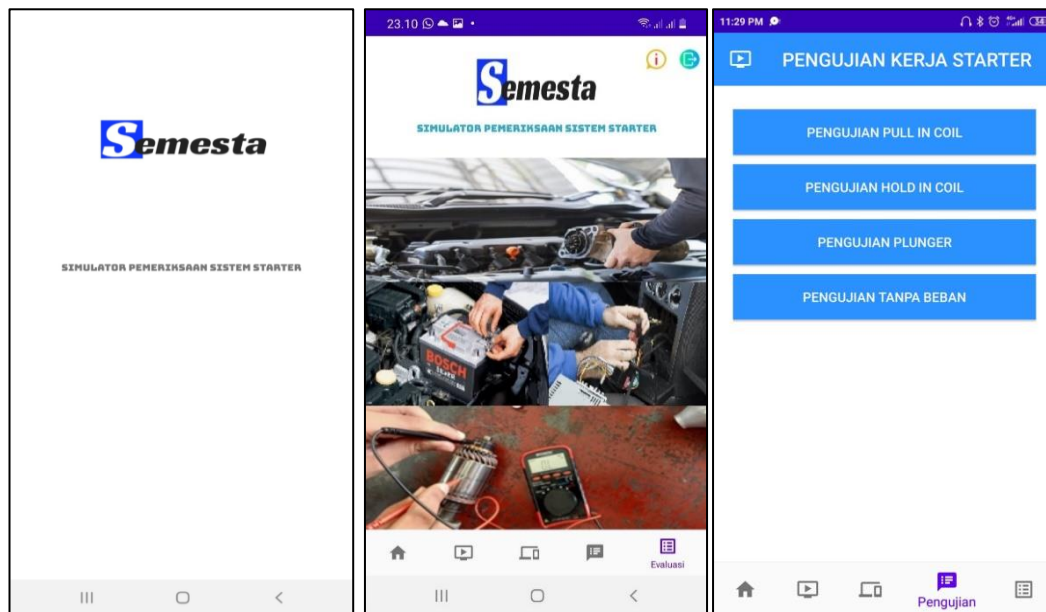 Semesta
SIMULATOR PEMERIKSAAN SISTEM STARTER
23.10
Semesta
SIMULATOR PEMERIKSAAN SISTEM STARTER
BOSCH
Evaluasi
11:29 PM
PENGUJIAN KERJA STARTER
PENGUJIAN PULL IN COIL
PENGUJIAN HOLD IN COIL
PENGUJIAN PLUNGER
PENGUJIAN TANPA BEBAN
Pengujian